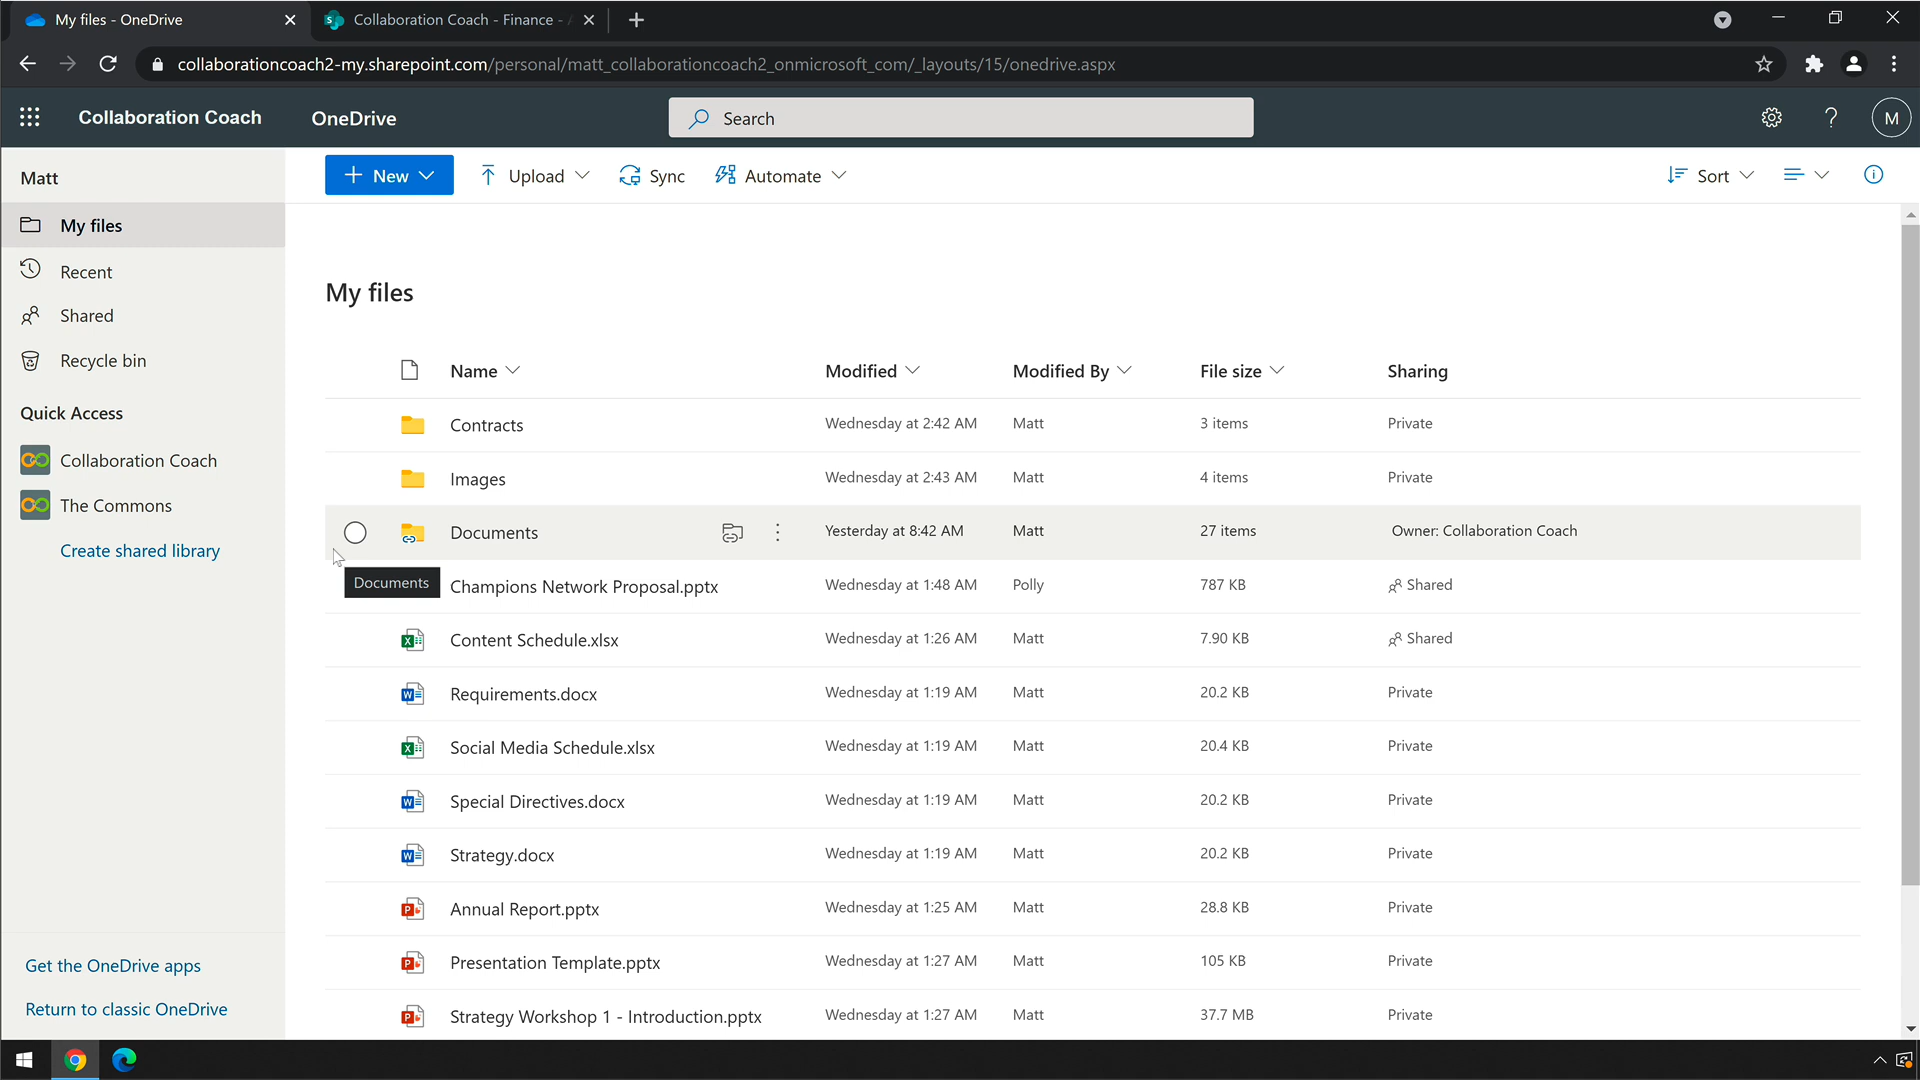 My files - OneDrive
Collaboration Coach - Finance -
collaborationcoach2-my.sharepoint.com/personal/matt_collaborationcoach2_onmicrosoft_com/_layouts/15/onedrive.aspx
Collaboration Coach OneDrive Search ? M
Matt
New Upload Sync Automate Sort
My files
Recent
Shared
Recycle bin
Quick Access
Collaboration Coach
The Commons
Create shared library
Get the OneDrive apps
Return to classic OneDrive
My files
Name Modified Modified By File size Sharing
Contracts Wednesday at 2:42 AM Matt 3 items Private
Images Wednesday at 2:43 AM Matt 4 items Private
Documents Yesterday at 8:42 AM Matt 27 items Owner: Collaboration Coach
Documents
Champions Network Proposal.pptx Wednesday at 1:48 AM Polly 787 KB Shared
Content Schedule.xlsx Wednesday at 1:26 AM Matt 7.90 KB Shared
Requirements.docx Wednesday at 1:19 AM Matt 20.2 KB Private
Social Media Schedule.xlsx Wednesday at 1:19 AM Matt 20.4 KB Private
Special Directives.docx Wednesday at 1:19 AM Matt 20.2 KB Private
Strategy.docx Wednesday at 1:19 AM Matt 20.2 KB Private
Annual Report.pptx Wednesday at 1:25 AM Matt 28.8 KB Private
Presentation Template.pptx Wednesday at 1:27 AM Matt 105 KB Private
Strategy Workshop 1 - Introduction.pptx Wednesday at 1:27 AM Matt 37.7 MB Private